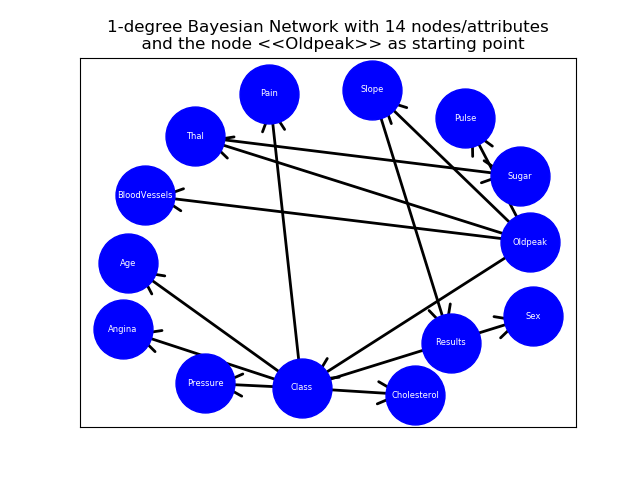 1-degree Bayesian Network with 14 nodes/attributes
and the node <<Oldpeak>> as starting point
Pain
Slope
Pulse
Thal
Sugar
BloodVessels
Oldpeak
Age
Sex
Angina
Results
Pressure
Class
Cholesterol